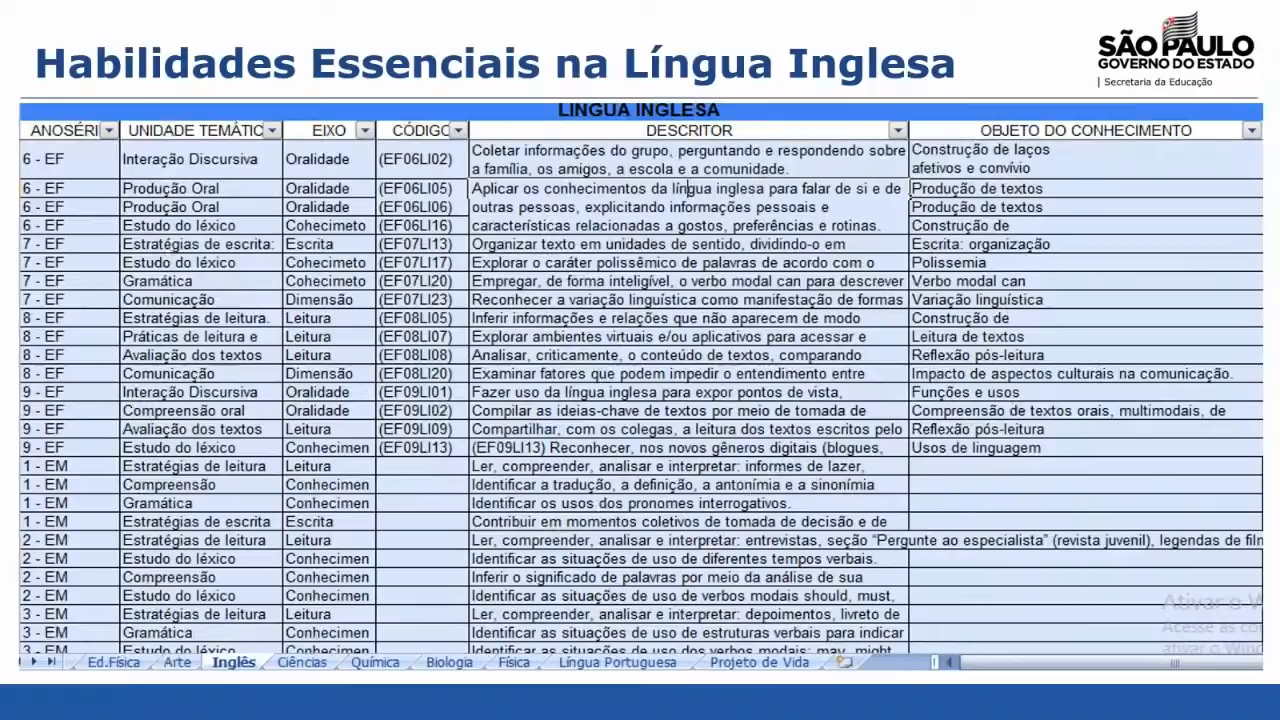 Habilidades Essenciais na Língua Inglesa
SÃO PAULO
GOVERNO DO ESTADO
Secretaria da Educação
LÍNGUA INGLESA
ANOSÉRI UNIDADE TEMÁTIC EIXO CÓDIGO DESCRITOR OBJETO DO CONHECIMENTO
6 - EF Interação Discursiva Oralidade (EF06LI02) Coletar informações do grupo, perguntando e respondendo sobre a família, os amigos, a escola e a comunidade. Construção de laços afetivos e convívio
6 - EF Produção Oral Oralidade (EF06LI05) Aplicar os conhecimentos da língua inglesa para falar de si e de Produção de textos
6 - EF Produção Oral Oralidade (EF06LI06) outras pessoas, explicitando informações pessoais e Produção de textos
6 - EF Estudo do léxico Cohecimeto (EF06LI16) características relacionadas a gostos, preferências e rotinas. Construção de
7 - EF Estratégias de escrita: Escrita (EF07LI13) Organizar texto em unidades de sentido, dividindo-o em Escrita: organização
7 - EF Estudo do léxico Cohecimeto (EF07LI17) Explorar o caráter polissêmico de palavras de acordo com o Polissemia
7 - EF Gramática Cohecimeto (EF07LI20) Empregar, de forma inteligível, o verbo modal can para descrever Verbo modal can
7 - EF Comunicação Dimensão (EF07LI23) Reconhecer a variação linguística como manifestação de formas Variação linguística
8 - EF Estratégias de leitura. Leitura (EF08LI05) Inferir informações e relações que não aparecem de modo Construção de
8 - EF Práticas de leitura e Leitura (EF08LI07) Explorar ambientes virtuais e/ou aplicativos para acessar e Leitura de textos
8 - EF Avaliação dos textos Leitura (EF08LI08) Analisar, criticamente, o conteúdo de textos, comparando Reflexão pós-leitura
8 - EF Comunicação Dimensão (EF08LI20) Examinar fatores que podem impedir o entendimento entre Impacto de aspectos culturais na comunicação.
9 - EF Interação Discursiva Oralidade (EF09LI01) Fazer uso da língua inglesa para expor pontos de vista, Funções e usos
9 - EF Compreensão oral Oralidade (EF09LI02) Compilar as ideias-chave de textos por meio de tomada de Compreensão de textos orais, multimodais, de
9 - EF Avaliação dos textos Leitura (EF09LI09) Compartilhar, com os colegas, a leitura dos textos escritos pelo Reflexão pós-leitura
9 - EF Estudo do léxico Conhecimen (EF09LI13) (EF09LI13) Reconhecer, nos novos gêneros digitais (blogues, Usos de linguagem
1 - EM Estratégias de leitura Leitura Ler, compreender, analisar e interpretar: informes de lazer,
1 - EM Compreensão Conhecimen Identificar a tradução, a definição, a antonímia e a sinonímia
1 - EM Gramática Conhecimen Identificar os usos dos pronomes interrogativos.
1 - EM Estratégias de escrita Escrita Contribuir em momentos coletivos de tomada de decisão e de
2 - EM Estratégias de leitura Leitura Ler, compreender, analisar e interpretar: entrevistas, seção “Pergunte ao especialista” (revista juvenil), legendas de film
2 - EM Estudo do léxico Conhecimen Identificar as situações de uso de diferentes tempos verbais.
2 - EM Compreensão Conhecimen Inferir o significado de palavras por meio da análise de sua
2 - EM Estudo do léxico Conhecimen Identificar as situações de uso de verbos modais should, must,
3 - EM Estratégias de leitura Leitura Ler, compreender, analisar e interpretar: depoimentos, livreto de
3 - EM Gramática Conhecimen Identificar as situações de uso de estruturas verbais para indicar
3 - EM Estudo do léxico Conhecimen Identificar as situações de uso dos verbos modais: may, might
Ativar o W
Acesse as co
ativar o Wind
Ed.Física Arte Inglês Ciências Química Biologia Física Língua Portuguesa Projeto de Vida